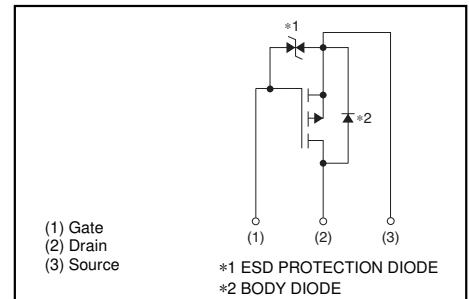 ∗1
∗2
(1) Gate
(2) Drain
(3) Source
(1) (2) (3)
∗1 ESD PROTECTION DIODE
∗2 BODY DIODE